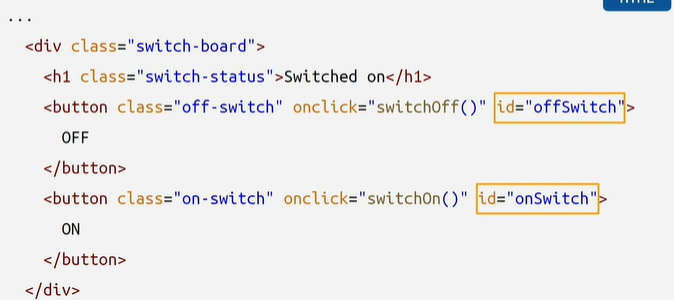 HTML
...
<div class="switch-board">
<h1 class="switch-status">Switched on</h1>
<button class="off-switch" onclick="switchOff()" id="offSwitch">
OFF
</button>
<button class="on-switch" onclick="switchOn()" id="onSwitch">
ON
</button>
</div>